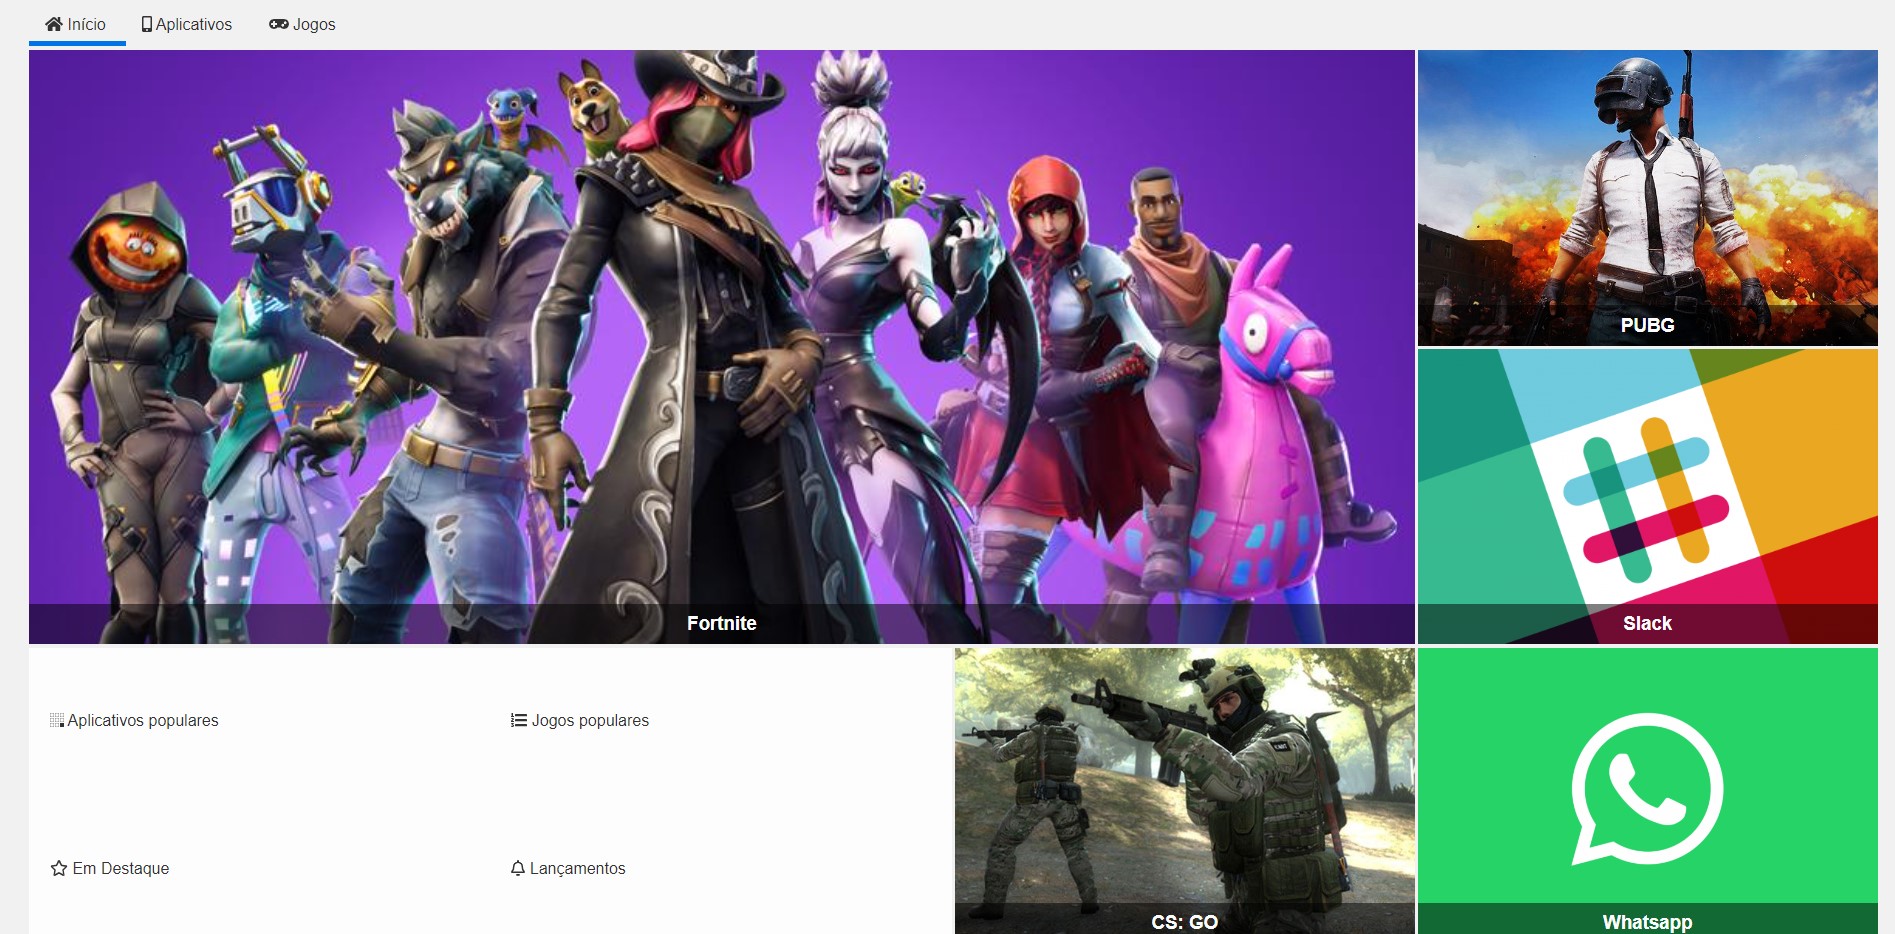 Início
Aplicativos
Jogos
Fortnite
PUBG
Slack
Aplicativos populares
Jogos populares
Em Destaque
Lançamentos
CS: GO
Whatsapp